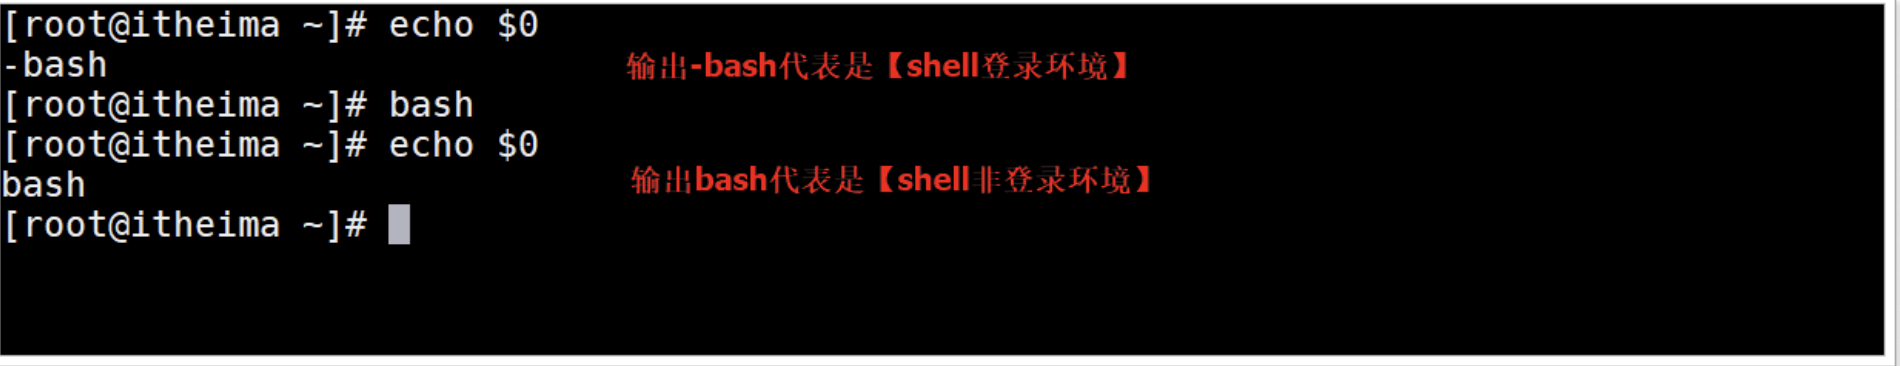 [root@itheima ~]# echo $0
-bash 输出-bash代表是【shell登录环境】
[root@itheima ~]# bash
[root@itheima ~]# echo $0
bash 输出bash代表是【shell非登录环境】
[root@itheima ~]#